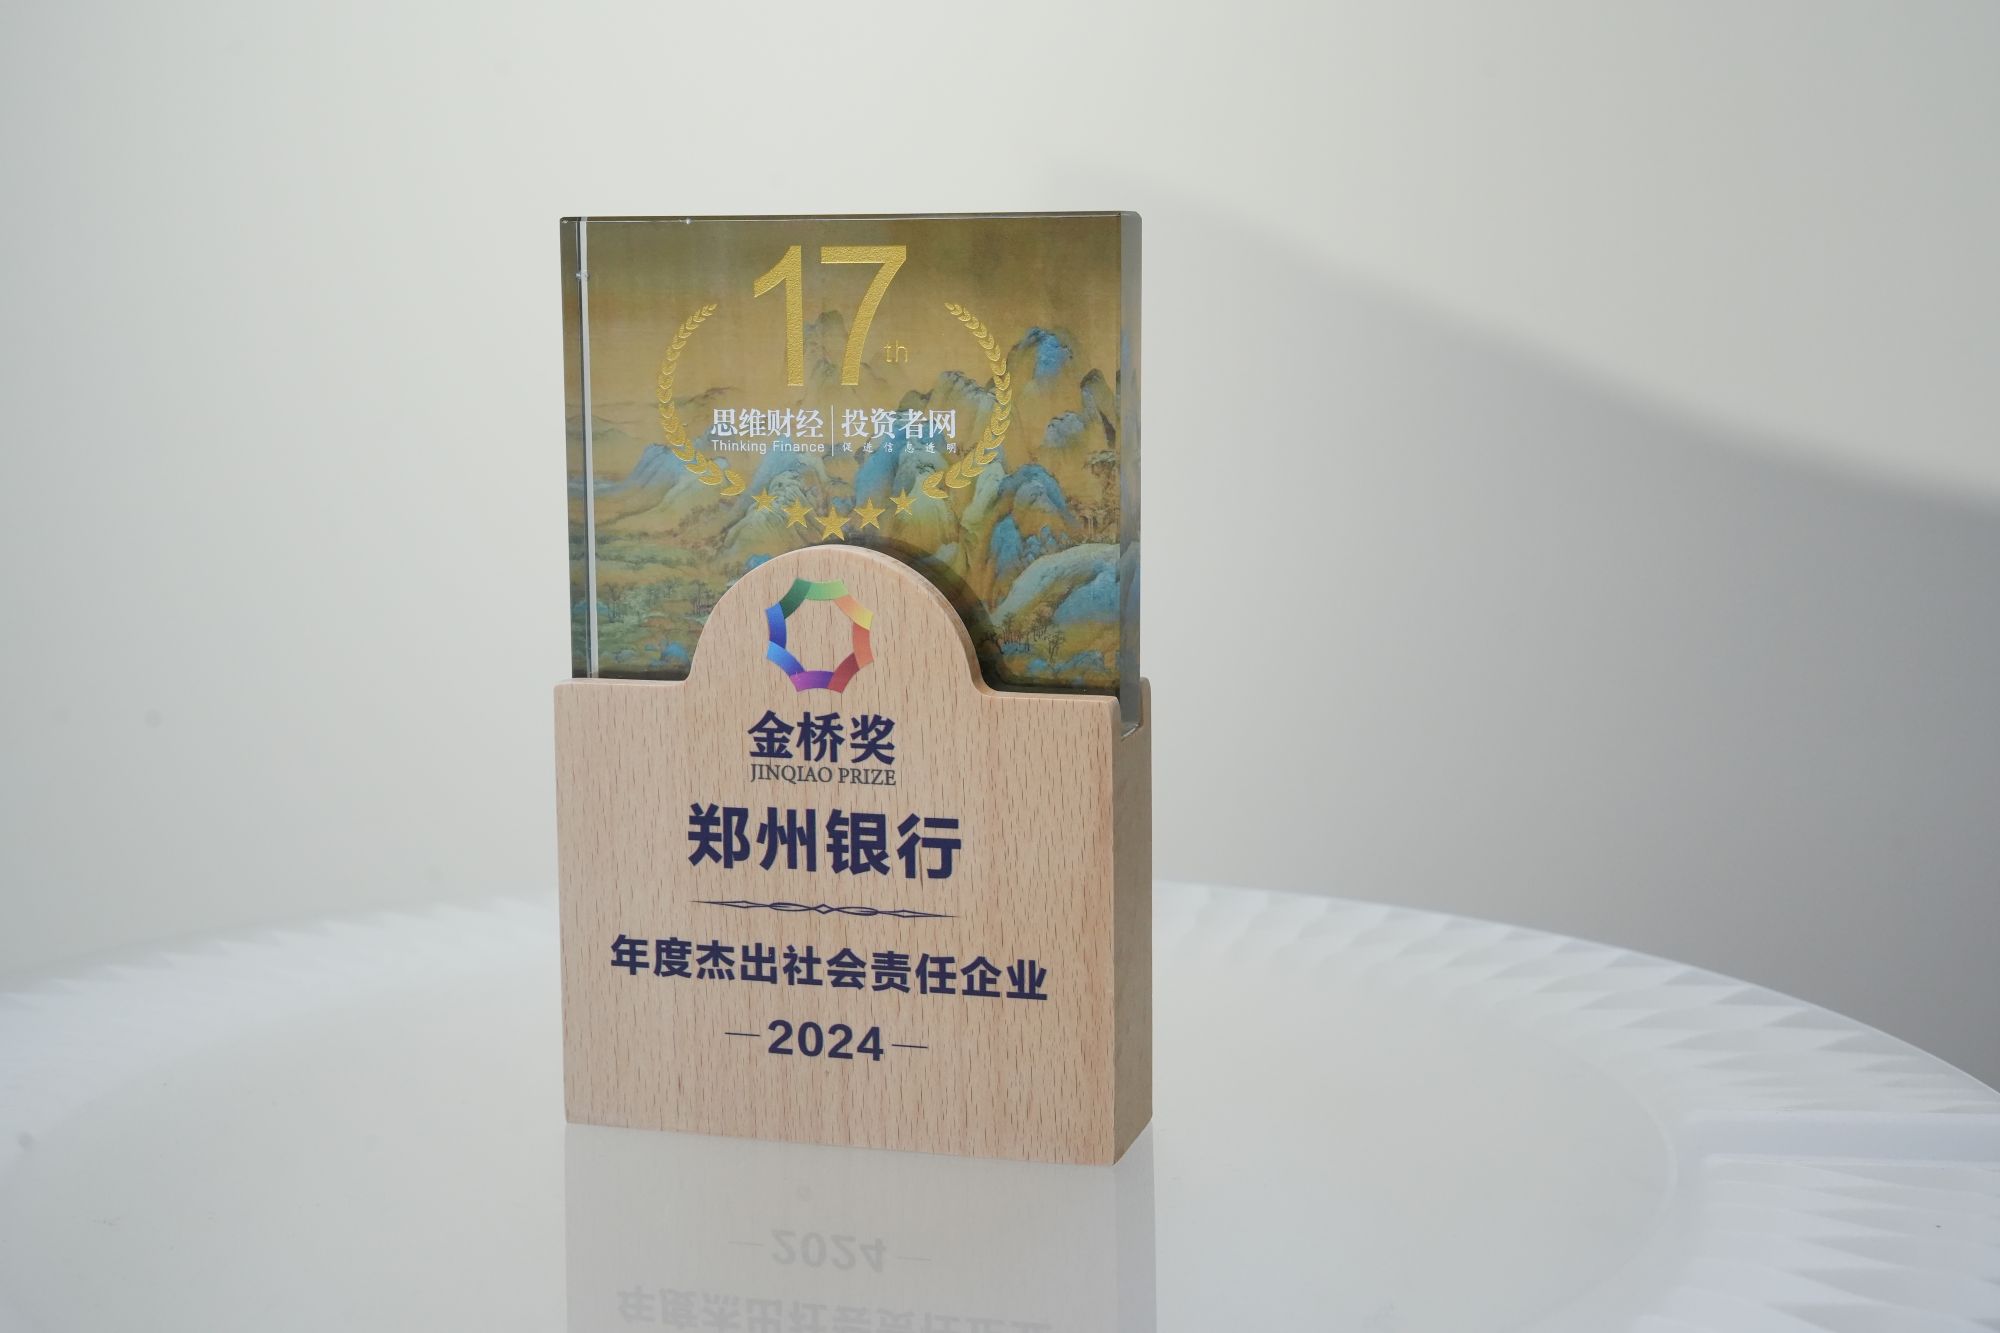 17th
思维财经|投资者网
Thinking Finance 促进信息透明
金桥奖
JINQIAO PRIZE
郑州银行
年度杰出社会责任企业
—2024—